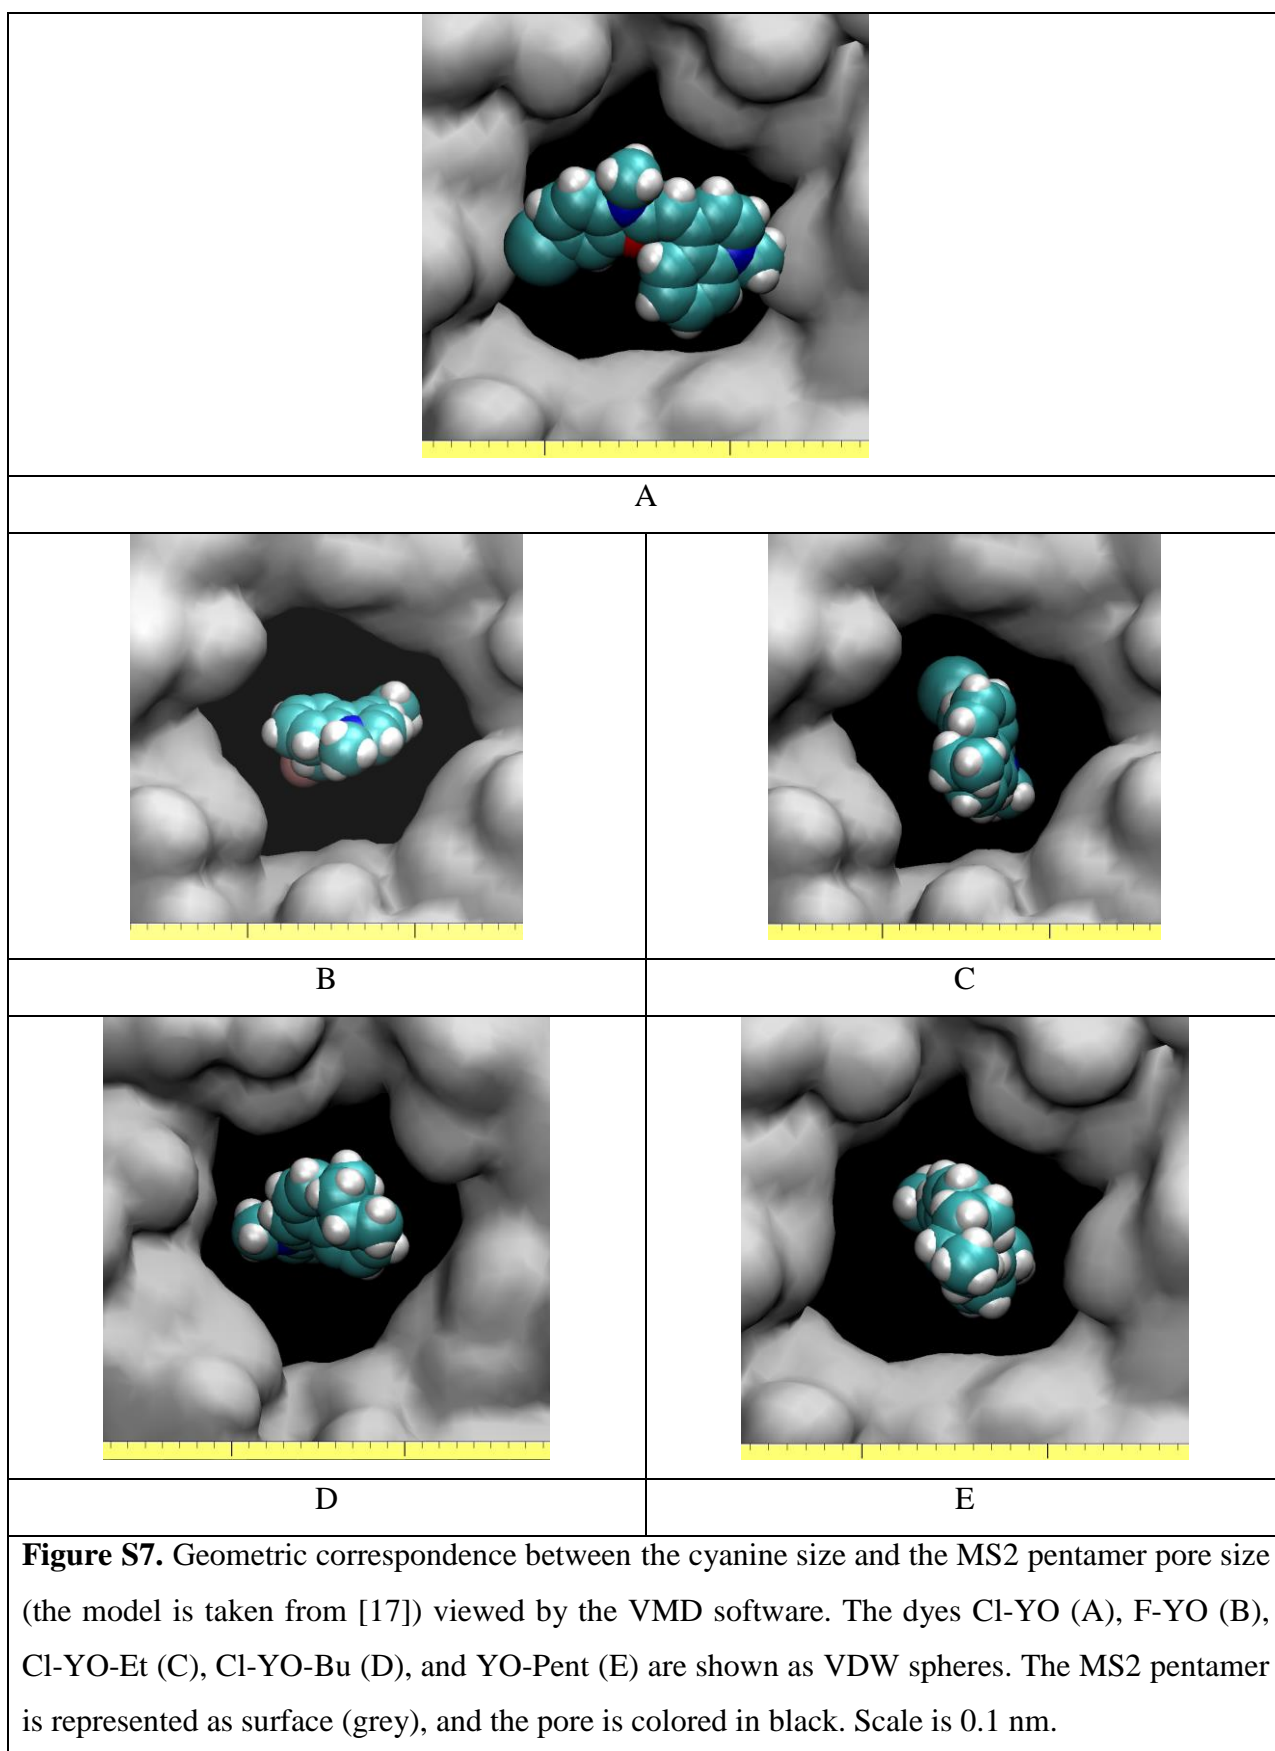 A
B
C
D
E
Figure S7. Geometric correspondence between the cyanine size and the MS2 pentamer pore size
(the model is taken from [17]) viewed by the VMD software. The dyes Cl-YO (A), F-YO (B),
Cl-YO-Et (C), Cl-YO-Bu (D), and YO-Pent (E) are shown as VDW spheres. The MS2 pentamer
is represented as surface (grey), and the pore is colored in black. Scale is 0.1 nm.